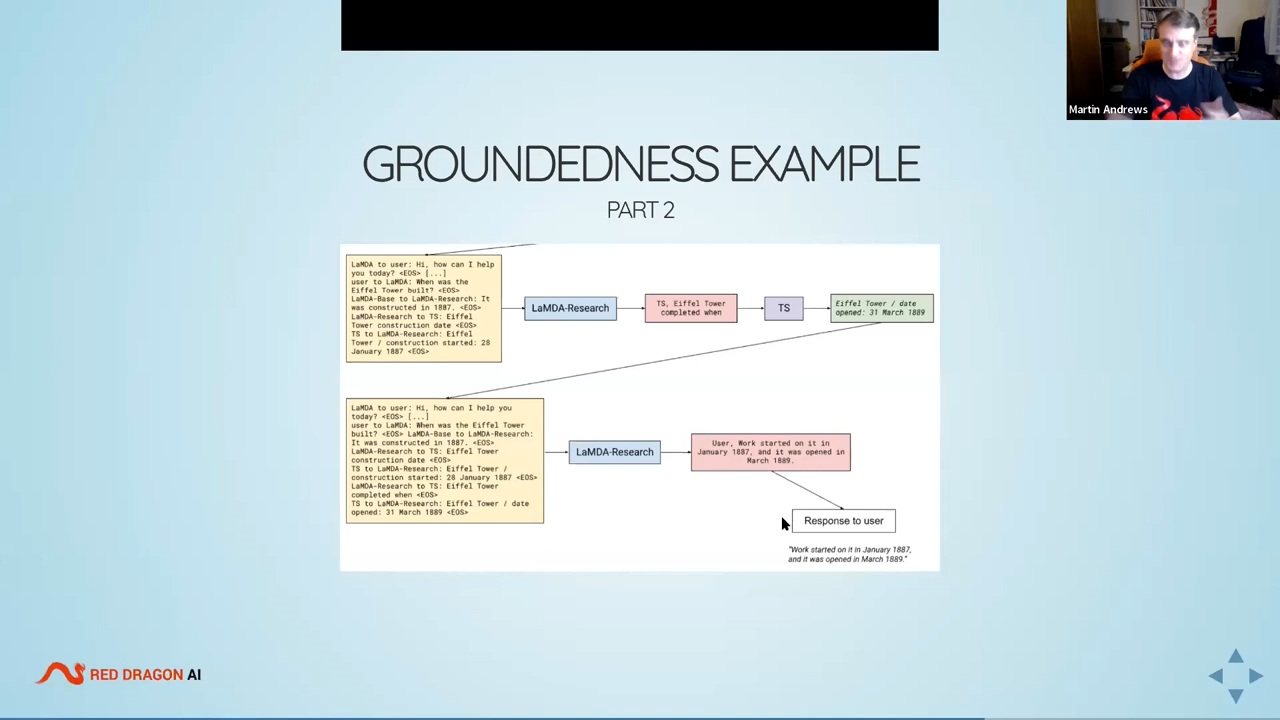 Martin Andrews
GROUNDEDNESS EXAMPLE
PART 2
LaMDA to user: Hi, how can I help
you today? <EOS> [...]
user to LaMDA: When was the
Eiffel Tower built? <EOS>
LaMDA-Base to LaMDA-Research: It
was constructed in 1887. <EOS>
LaMDA-Research to TS: Eiffel
Tower construction date <EOS>
TS to LaMDA-Research: Eiffel
Tower / construction started: 28
January 1887 <EOS>
LaMDA-Research
TS, Eiffel Tower
completed when
TS
Eiffel Tower / date
opened: 31 March 1889
LaMDA to user: Hi, how can I help you
today? <EOS> [...]
user to LaMDA: When was the Eiffel Tower
built? <EOS> LaMDA-Base to LaMDA-Research:
It was constructed in 1887. <EOS>
LaMDA-Research to TS: Eiffel Tower
construction date <EOS>
TS to LaMDA-Research: Eiffel Tower /
construction started: 28 January 1887 <EOS>
LaMDA-Research to TS: Eiffel Tower
completed when <EOS>
TS to LaMDA-Research: Eiffel Tower / date
opened: 31 March 1889 <EOS>
LaMDA-Research
User, Work started on it in
January 1887, and it was opened in
March 1889.
Response to user
"Work started on it in January 1887,
and it was opened in March 1889."
RED DRAGON AI